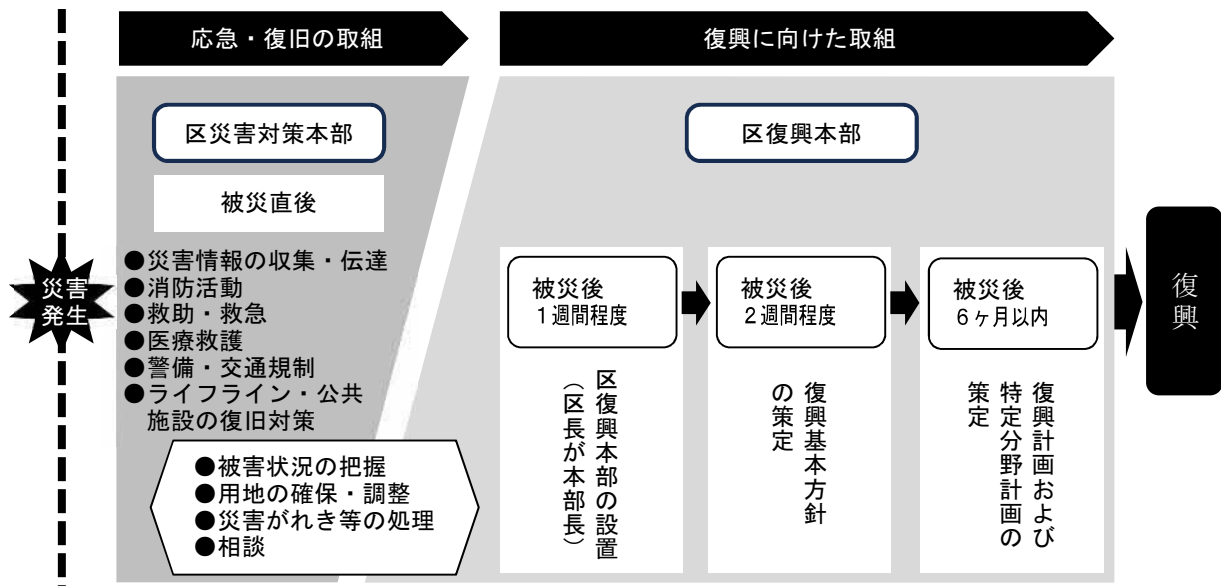 応急・復旧の取組
復興に向けた取組
区災害対策本部
区復興本部
被災直後
災害
発生
●災害情報の収集・伝達
●消防活動
●救助・救急
●医療救護
●警備・交通規制
●ライフライン・公共
施設の復旧対策
●被害状況の把握
●用地の確保・調整
●災害がれき等の処理
●相談
被災後
1週間程度
区復興本部の設置
（区長が本部長）
被災後
2週間程度
復興基本方針
の策定
被災後
6ヶ月以内
復興計画および
特定分野計画の
策定
復興